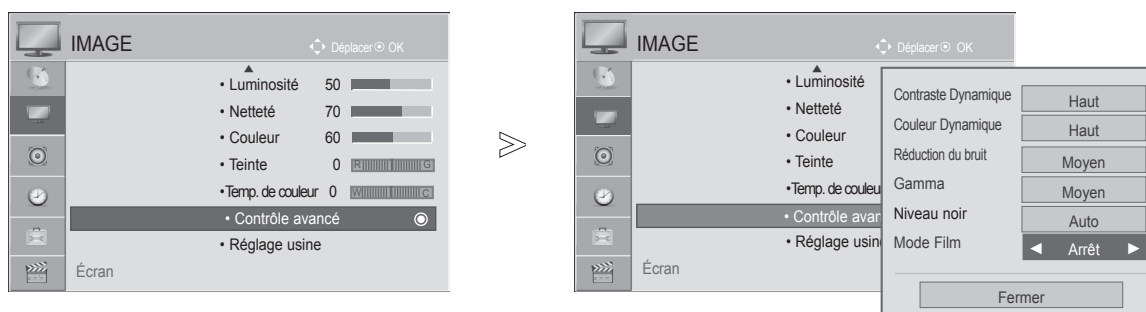 IMAGE
Déplacer OK
• Luminosité 50
• Netteté 70
• Couleur 60
• Teinte 0 R G
•Temp. de couleur 0 W C
• Contrôle avancé
• Réglage usine
Écran
>
IMAGE
Déplacer OK
• Luminosité
• Netteté
• Couleur
• Teinte
•Temp. de couleu
• Contrôle avar
• Réglage usin
Écran
Contraste Dynamique Haut
Couleur Dynamique Haut
Réduction du bruit Moyen
Gamma Moyen
Niveau noir Auto
Mode Film ◄ Arrêt ►
Fermer